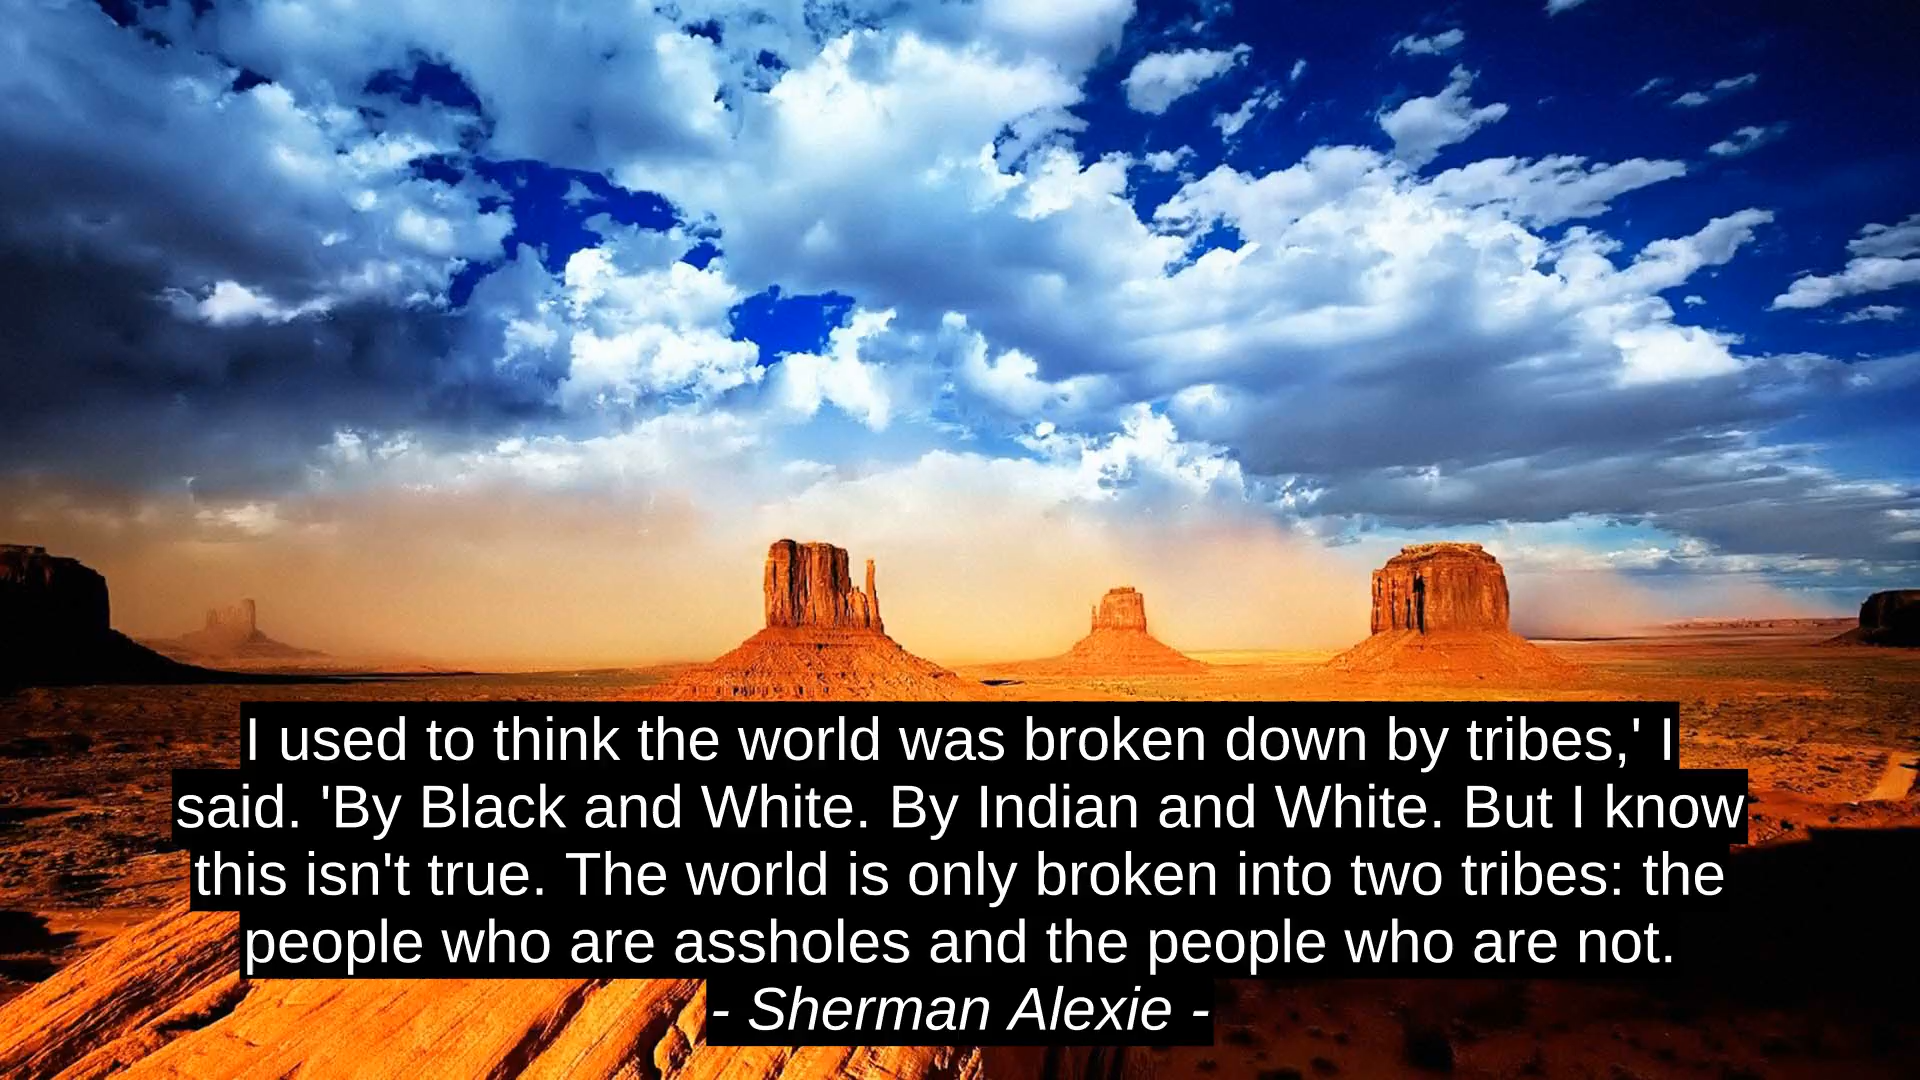 I used to think the world was broken down by tribes,' I
said. 'By Black and White. By Indian and White. But I know
this isn't true. The world is only broken into two tribes: the
people who are assholes and the people who are not.
- Sherman Alexie -